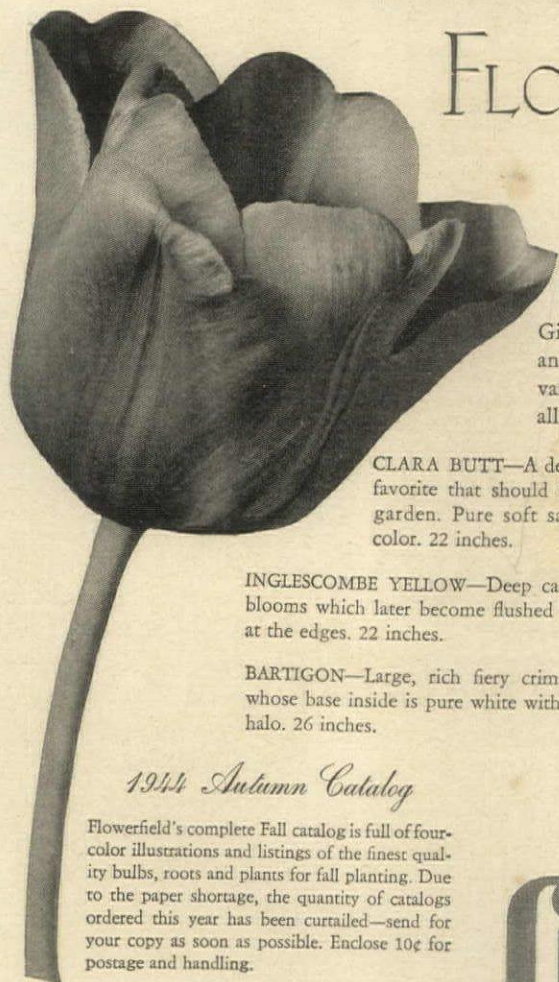 FLO
Gi
an
va
all
CLARA BUTT—A de
favorite that should
garden. Pure soft sa
color. 22 inches.
INGLESCOMBE YELLOW—Deep ca
blooms which later become flushed
at the edges. 22 inches.
BARTIGON—Large, rich fiery crim
whose base inside is pure white with
halo. 26 inches.
1944 Autumn Catalog
Flowerfield's complete Fall catalog is full of four-
color illustrations and listings of the finest qual-
ity bulbs, roots and plants for fall planting. Due
to the paper shortage, the quantity of catalogs
ordered this year has been curtailed—send for
your copy as soon as possible. Enclose 10¢ for
postage and handling.